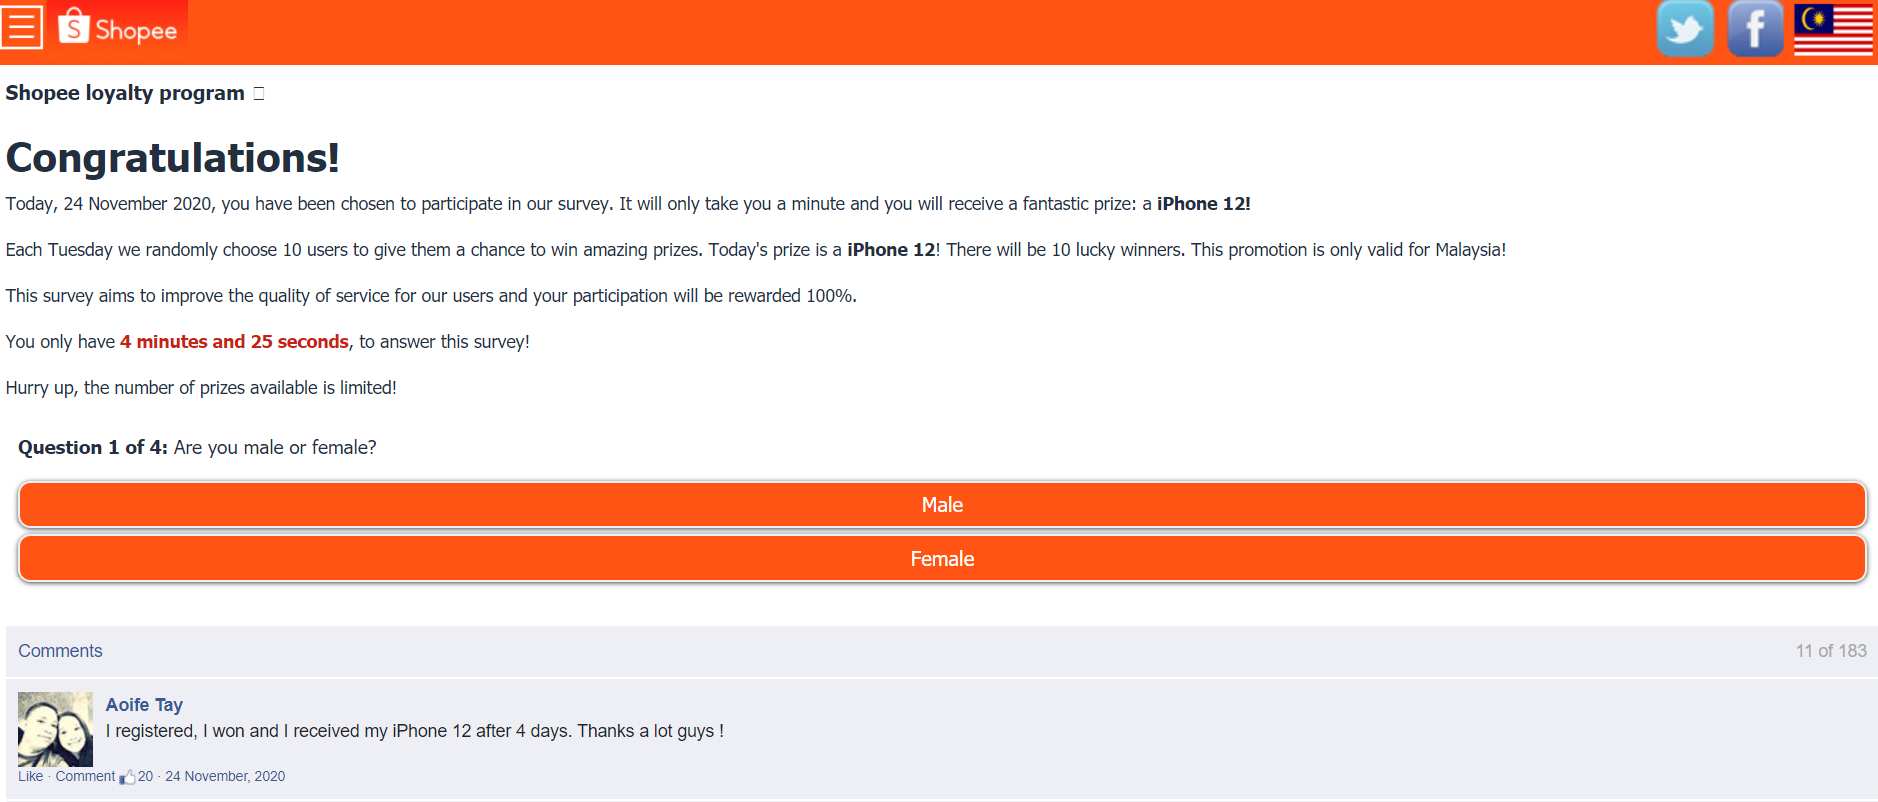 Shopee
Shopee loyalty program
Congratulations!
Today, 24 November 2020, you have been chosen to participate in our survey. It will only take you a minute and you will receive a fantastic prize: a iPhone 12!
Each Tuesday we randomly choose 10 users to give them a chance to win amazing prizes. Today's prize is a iPhone 12! There will be 10 lucky winners. This promotion is only valid for Malaysia!
This survey aims to improve the quality of service for our users and your participation will be rewarded 100%.
You only have 4 minutes and 25 seconds, to answer this survey!
Hurry up, the number of prizes available is limited!
Question 1 of 4: Are you male or female?
Male
Female
Comments 11 of 183
Aoife Tay
I registered, I won and I received my iPhone 12 after 4 days. Thanks a lot guys !
Like · Comment 20 · 24 November, 2020